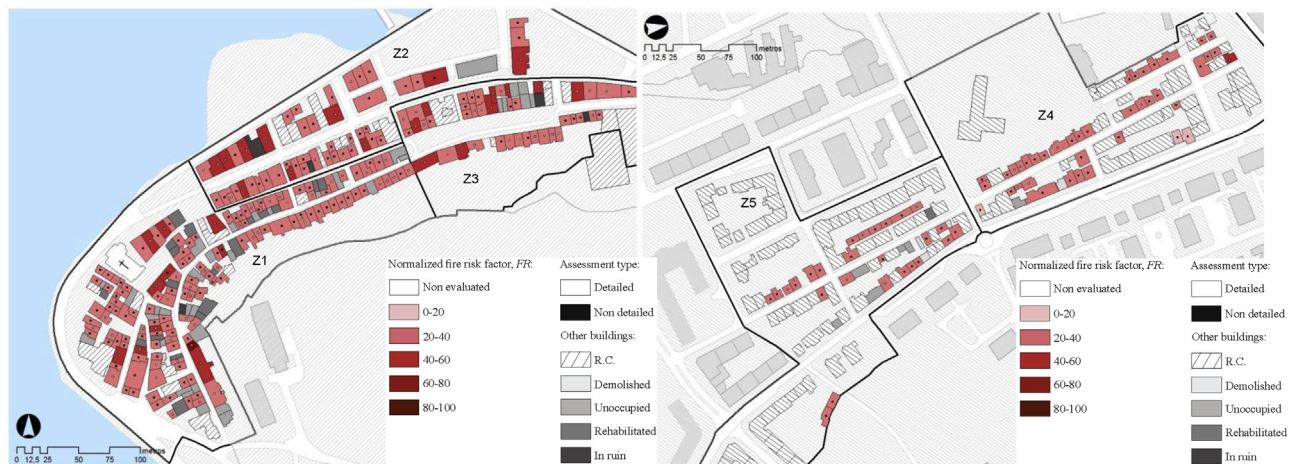 Z2
Z3
Z1
Normalized fire risk factor, FR:
Non evaluated
0-20
20-40
40-60
60-80
80-100
Assessment type:
Detailed
Non detailed
Other buildings:
R.C.
Demolished
Unoccupied
Rehabilitated
In ruin
metros
0 12,5 25 50 75 100
metros
0 12,5 25 50 75 100
Z4
Z5
Normalized fire risk factor, FR:
Non evaluated
0-20
20-40
40-60
60-80
80-100
Assessment type:
Detailed
Non detailed
Other buildings:
R.C.
Demolished
Unoccupied
Rehabilitated
In ruin